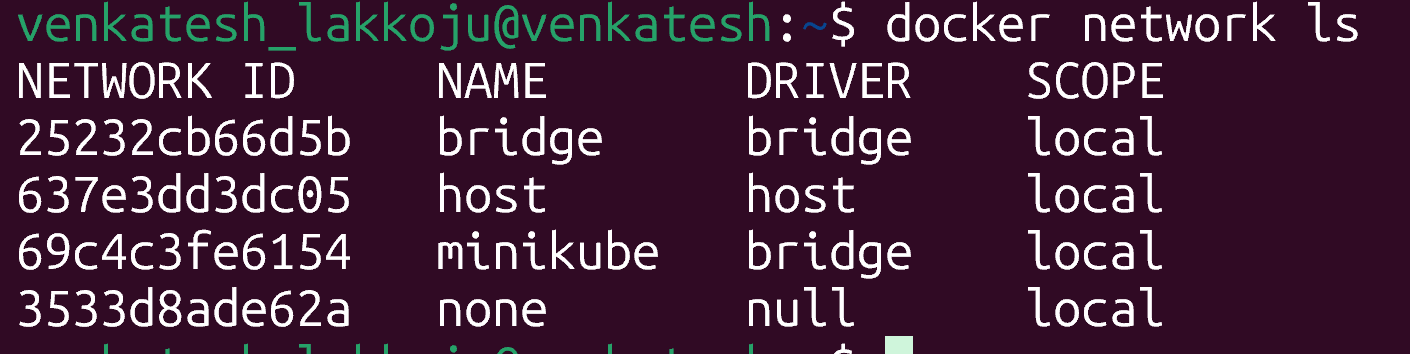 venkatesh_lakkoju@venkatesh:~$ docker network ls
NETWORK ID NAME DRIVER SCOPE
25232cb66d5b bridge bridge local
637e3dd3dc05 host host local
69c4c3fe6154 minikube bridge local
3533d8ade62a none null local